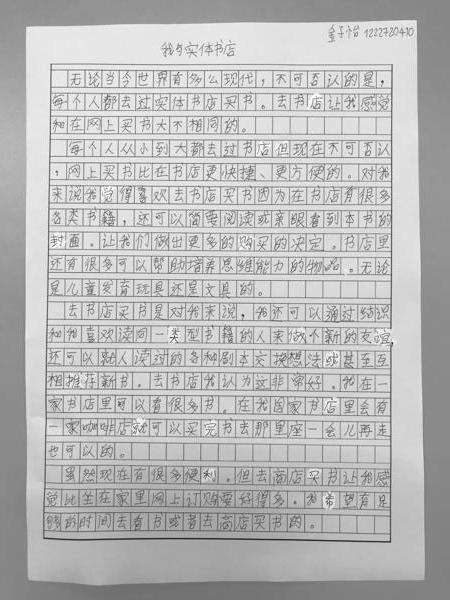 金子怡 1222720410
我与实体书店
无论当今世界有多么现代,不可否认的是,
每个人都去过实体书店买书。去书店让我感觉
和在网上买书大不相同的。
每个人从小到大都去过书店但现在不可否认
,网上买书比在书店更快捷、更方便的。对我
来说我觉得喜欢去书店买书因为在书店有很多
各类书籍,还可以简要阅读或亲眼看到本书的
封面。让我们做出更多的购买的决定。书店里
还有很多可以帮助培养思维能力的物品。无论
是儿童发育玩具还是文具的。
去书店买书是对我来说,我还可以通过结识
和我喜欢读同一类型书籍的人来做个新的友谊,
还可以跟人读过的各种剧本交换想法或甚至互
相推荐新书。去书店我认为这非常好。我在一
家书店里可以看很多书。在我国家书店里会有
一家咖啡店就可以买完书去那里座一会儿再走
也可以的。
虽然现在有很多便利。但去商店买书让我感
觉比坐在家里网上订购要好得多。我希望有足
够的时间去看书或者去商店买书的。